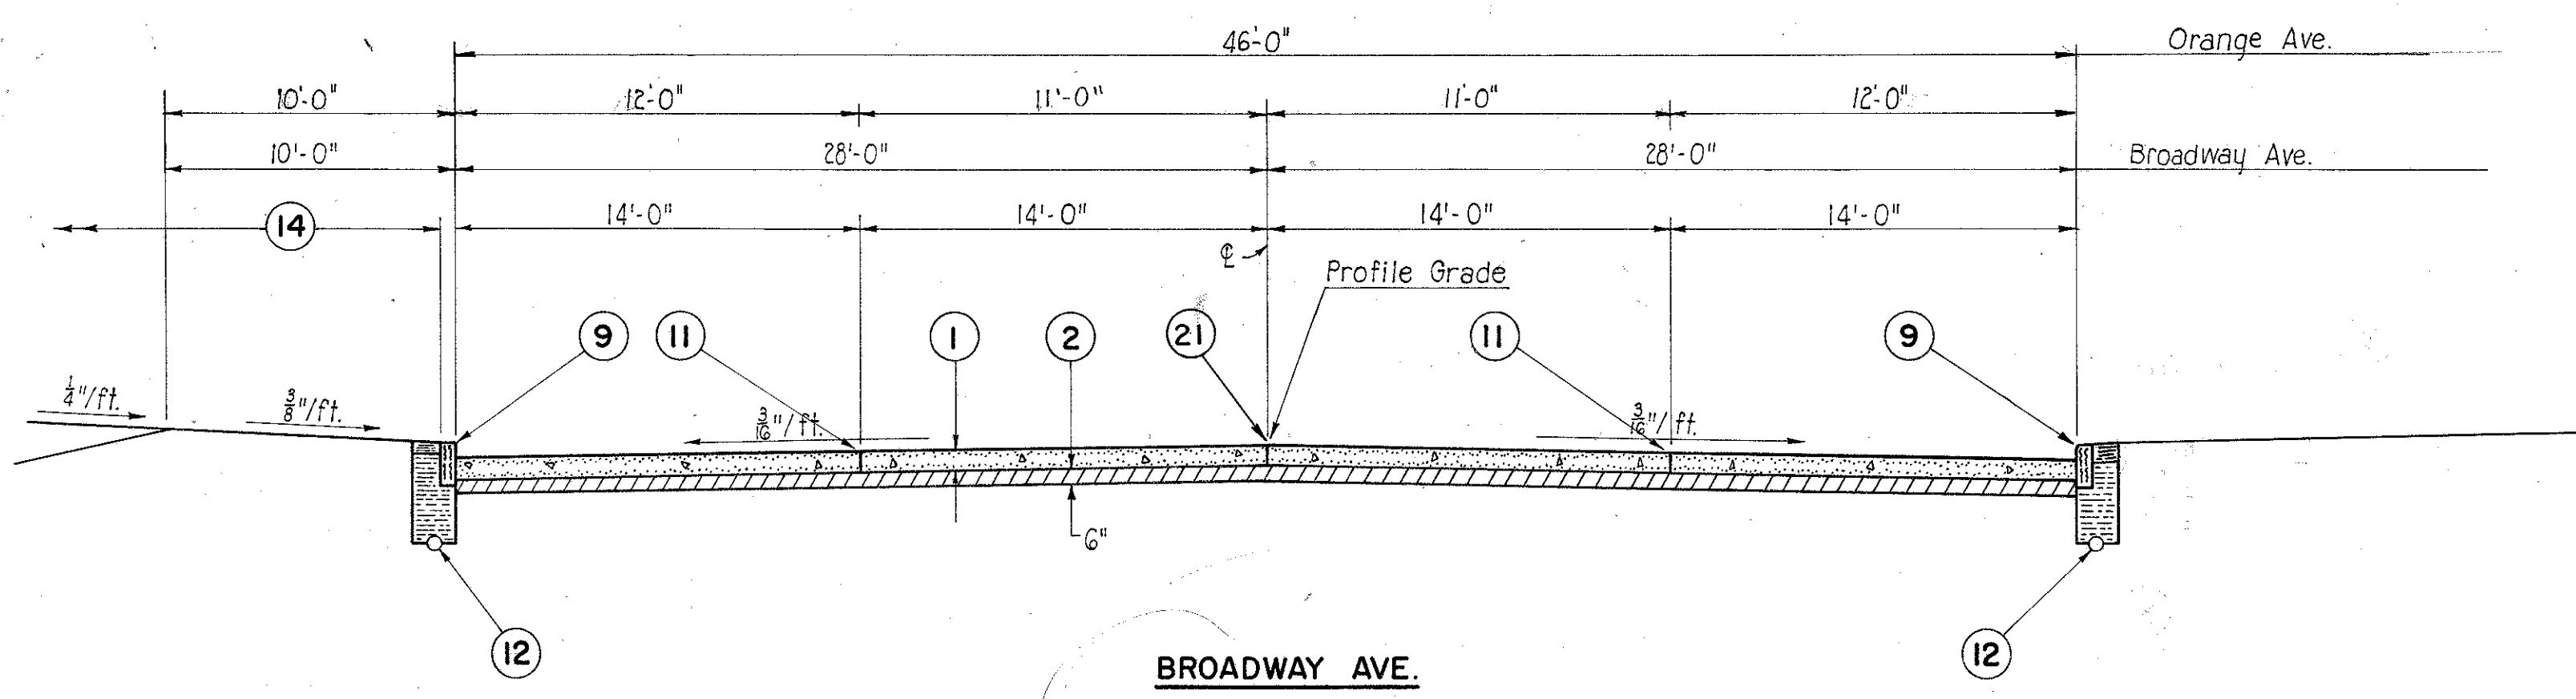 46'-0" Orange Ave.
10'-0" 12'-0" 11'-0" 11'-0" 12'-0"
10'-0" 28'-0" 28'-0" Broadway Ave.
14 14'-0" 14'-0" 14'-0" 14'-0"
℄
Profile Grade
9 11 1 2 21 11 9
1/4"/ft. 3/8"/ft. 3/16"/ft. 3/16"/ft.
6"
12 12
BROADWAY AVE.